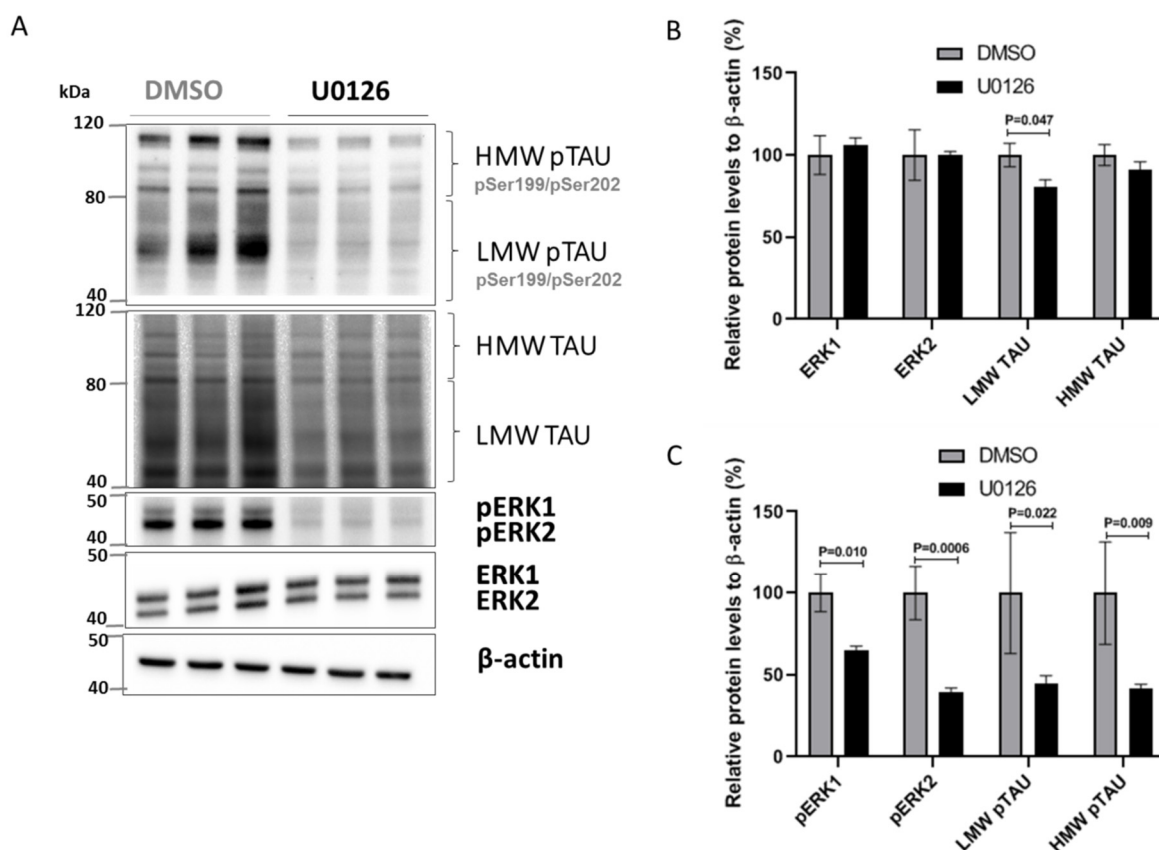 A
kDa
DMSO U0126
120
80
40
HMW pTAU
pSer199/pSer202
LMW pTAU
pSer199/pSer202
120
80
40
HMW TAU
LMW TAU
50
40
pERK1
pERK2
50
40
ERK1
ERK2
50
40
β-actin
B
Relative protein levels to β-actin (%)
DMSO
U0126
150
100
50
0
P=0.047
ERK1
ERK2
LMW TAU
HMW TAU
C
Relative protein levels to β-actin (%)
DMSO
U0126
150
100
50
0
P=0.010
P=0.0006
P=0.022
P=0.009
pERK1
pERK2
LMW pTAU
HMW pTAU